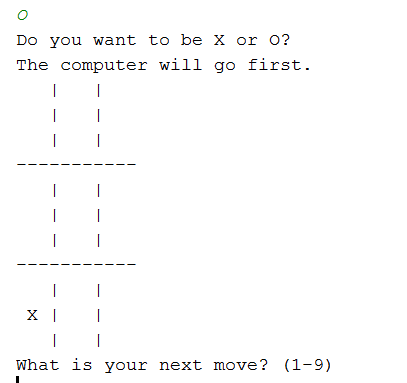 O
Do you want to be X or O?
The computer will go first.
   |   |
   |   |
   |   |
-----------
   |   |
   |   |
   |   |
-----------
   |   |
 X |   |
   |   |
What is your next move? (1-9)